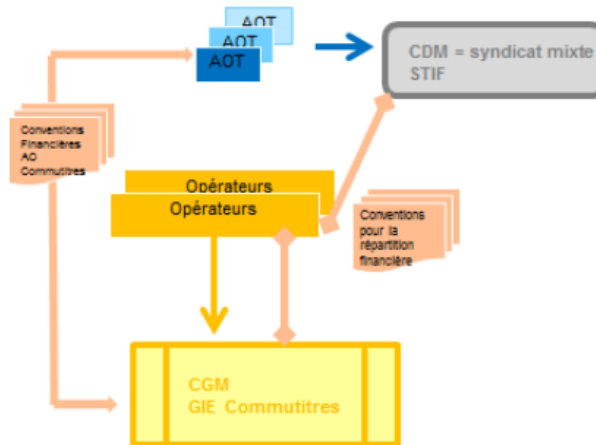 AOT
AOT
AOT
CDM = syndicat mixte
STIF
Conventions
Financières
AO
Commutitres
Opérateurs
Opérateurs
Conventions
pour la
répartition
financière
CGM
GIE Commutitres